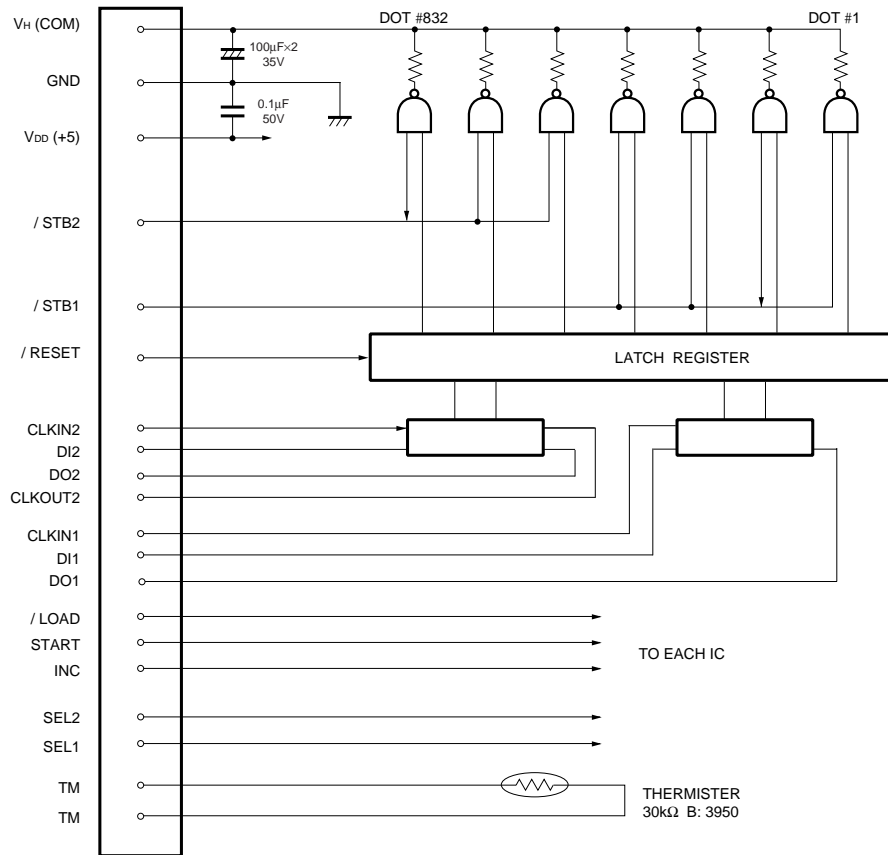 VH (COM)
DOT #832
DOT #1
100μF×2
35V
GND
0.1μF
50V
VDD (+5)
/ STB2
/ STB1
/ RESET
LATCH REGISTER
CLKIN2
DI2
DO2
CLKOUT2
CLKIN1
DI1
DO1
/ LOAD
START
TO EACH IC
INC
SEL2
SEL1
TM
THERMISTER
30kΩ B: 3950
TM